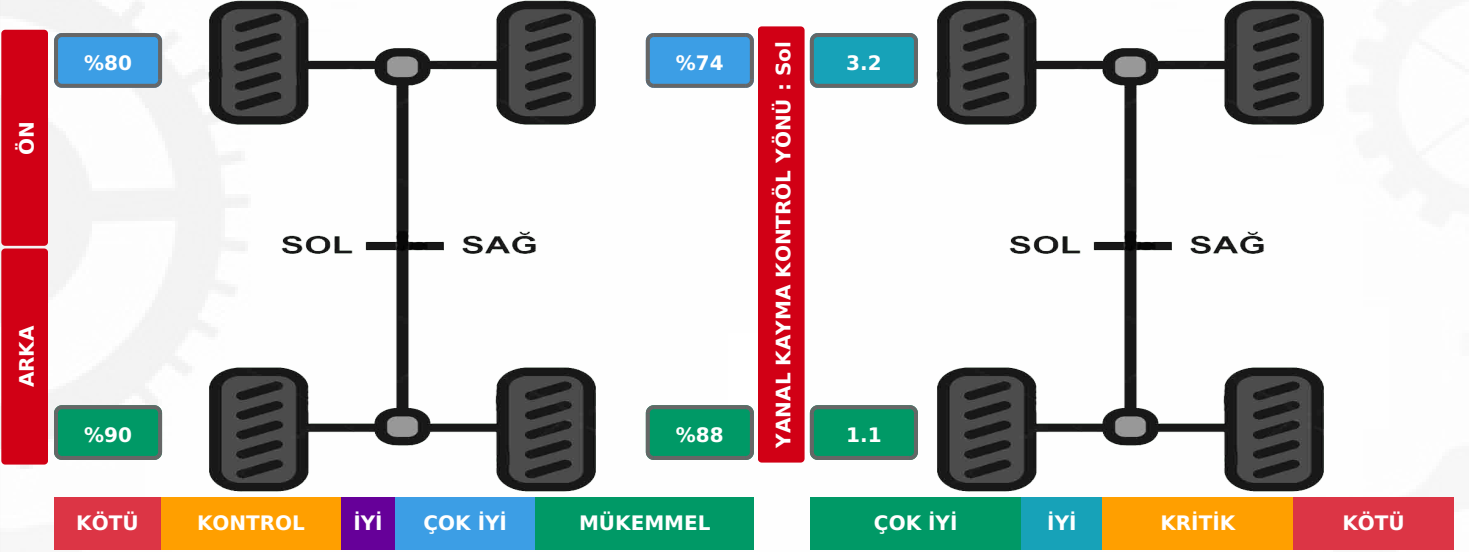 ÖN
%80
%74
YANAL KAYMA KONTRÖL YÖNÜ : Sol
3.2
SOL SAĞ
SOL SAĞ
ARKA
%90
%88
1.1
KÖTÜ KONTROL İYİ ÇOK İYİ MÜKEMMEL
ÇOK İYİ İYİ KRİTİK KÖTÜ